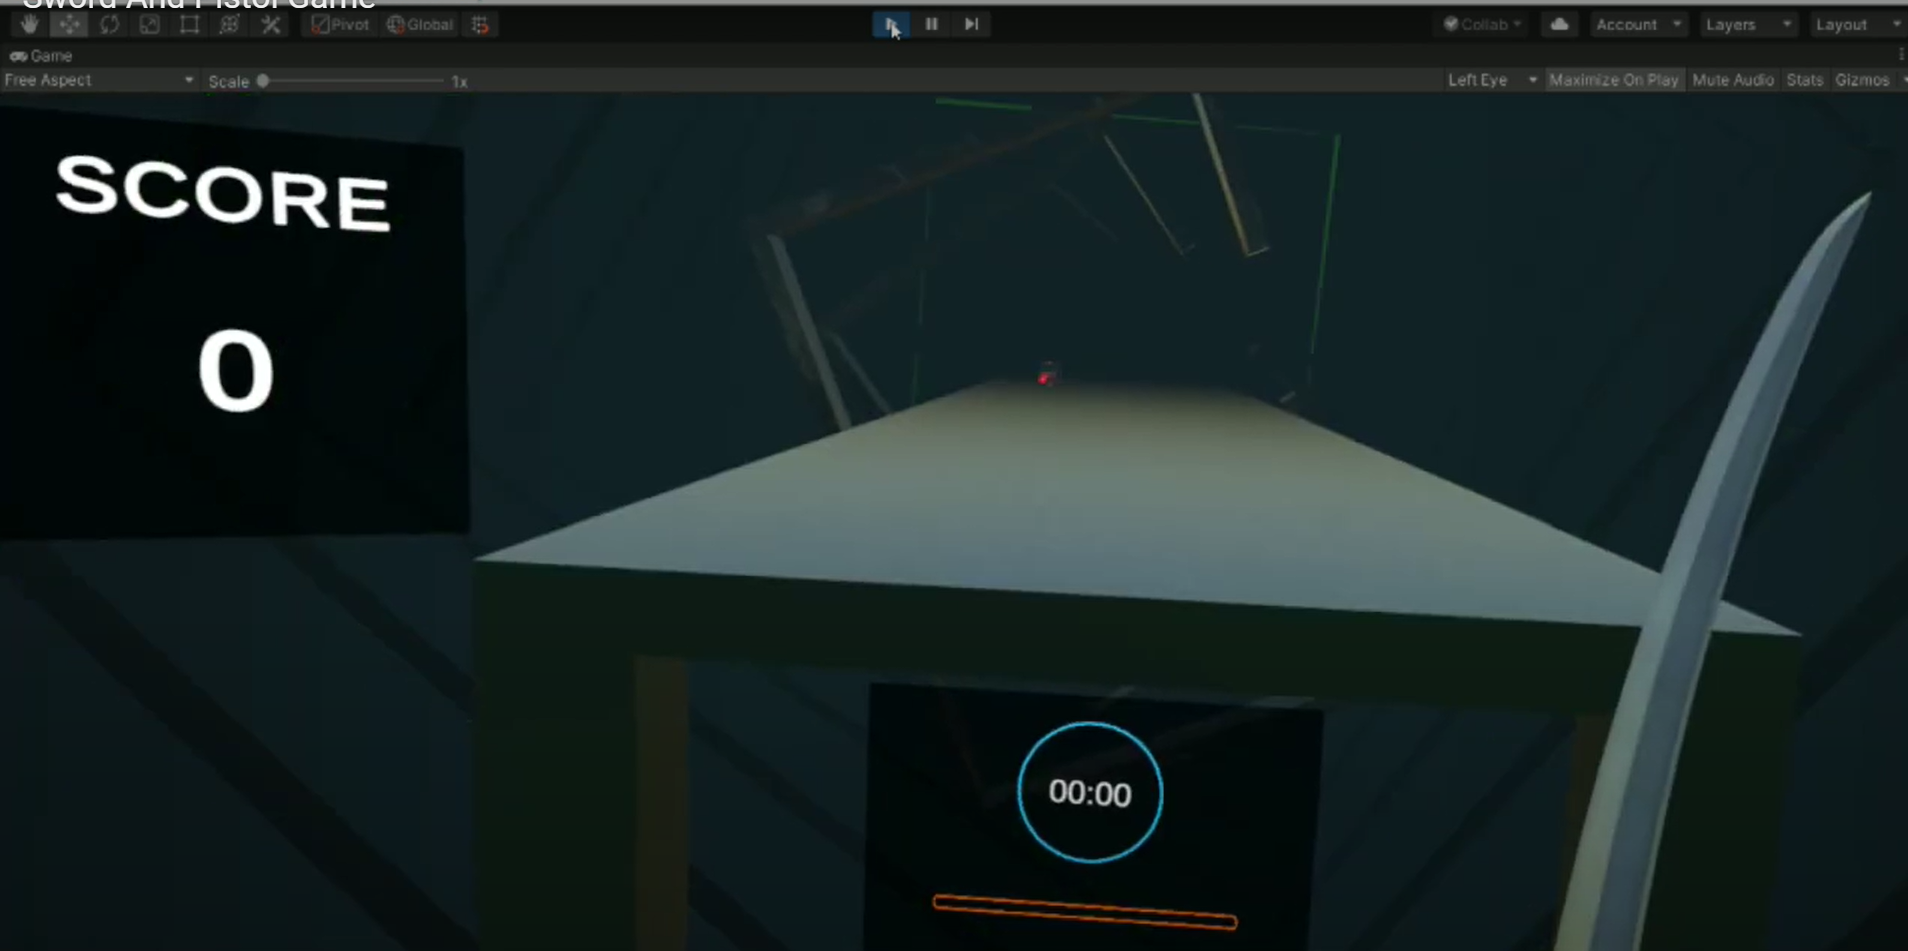 Sword And Pistol Game
Pivot Global Collab Account Layers Layout
Game
Free Aspect Scale 1x Left Eye Maximize On Play Mute Audio Stats Gizmos
SCORE
0
00:00